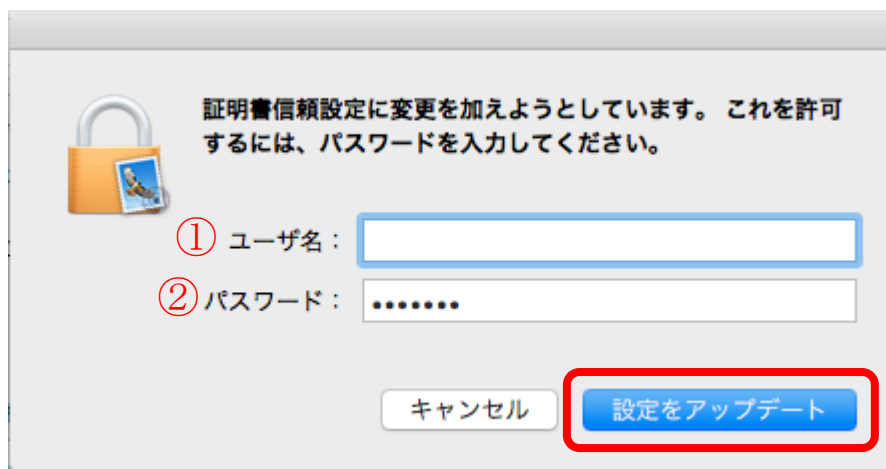 証明書信頼設定に変更を加えようとしています。 これを許可
するには、パスワードを入力してください。
① ユーザ名：
② パスワード： •••••••
キャンセル 設定をアップデート